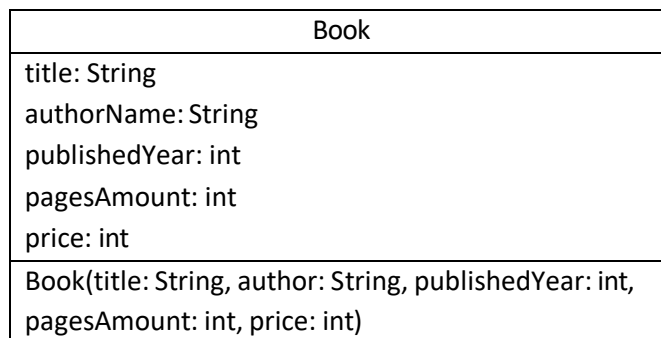 Book
title: String
authorName: String
publishedYear: int
pagesAmount: int
price: int
Book(title: String, author: String, publishedYear: int,
pagesAmount: int, price: int)